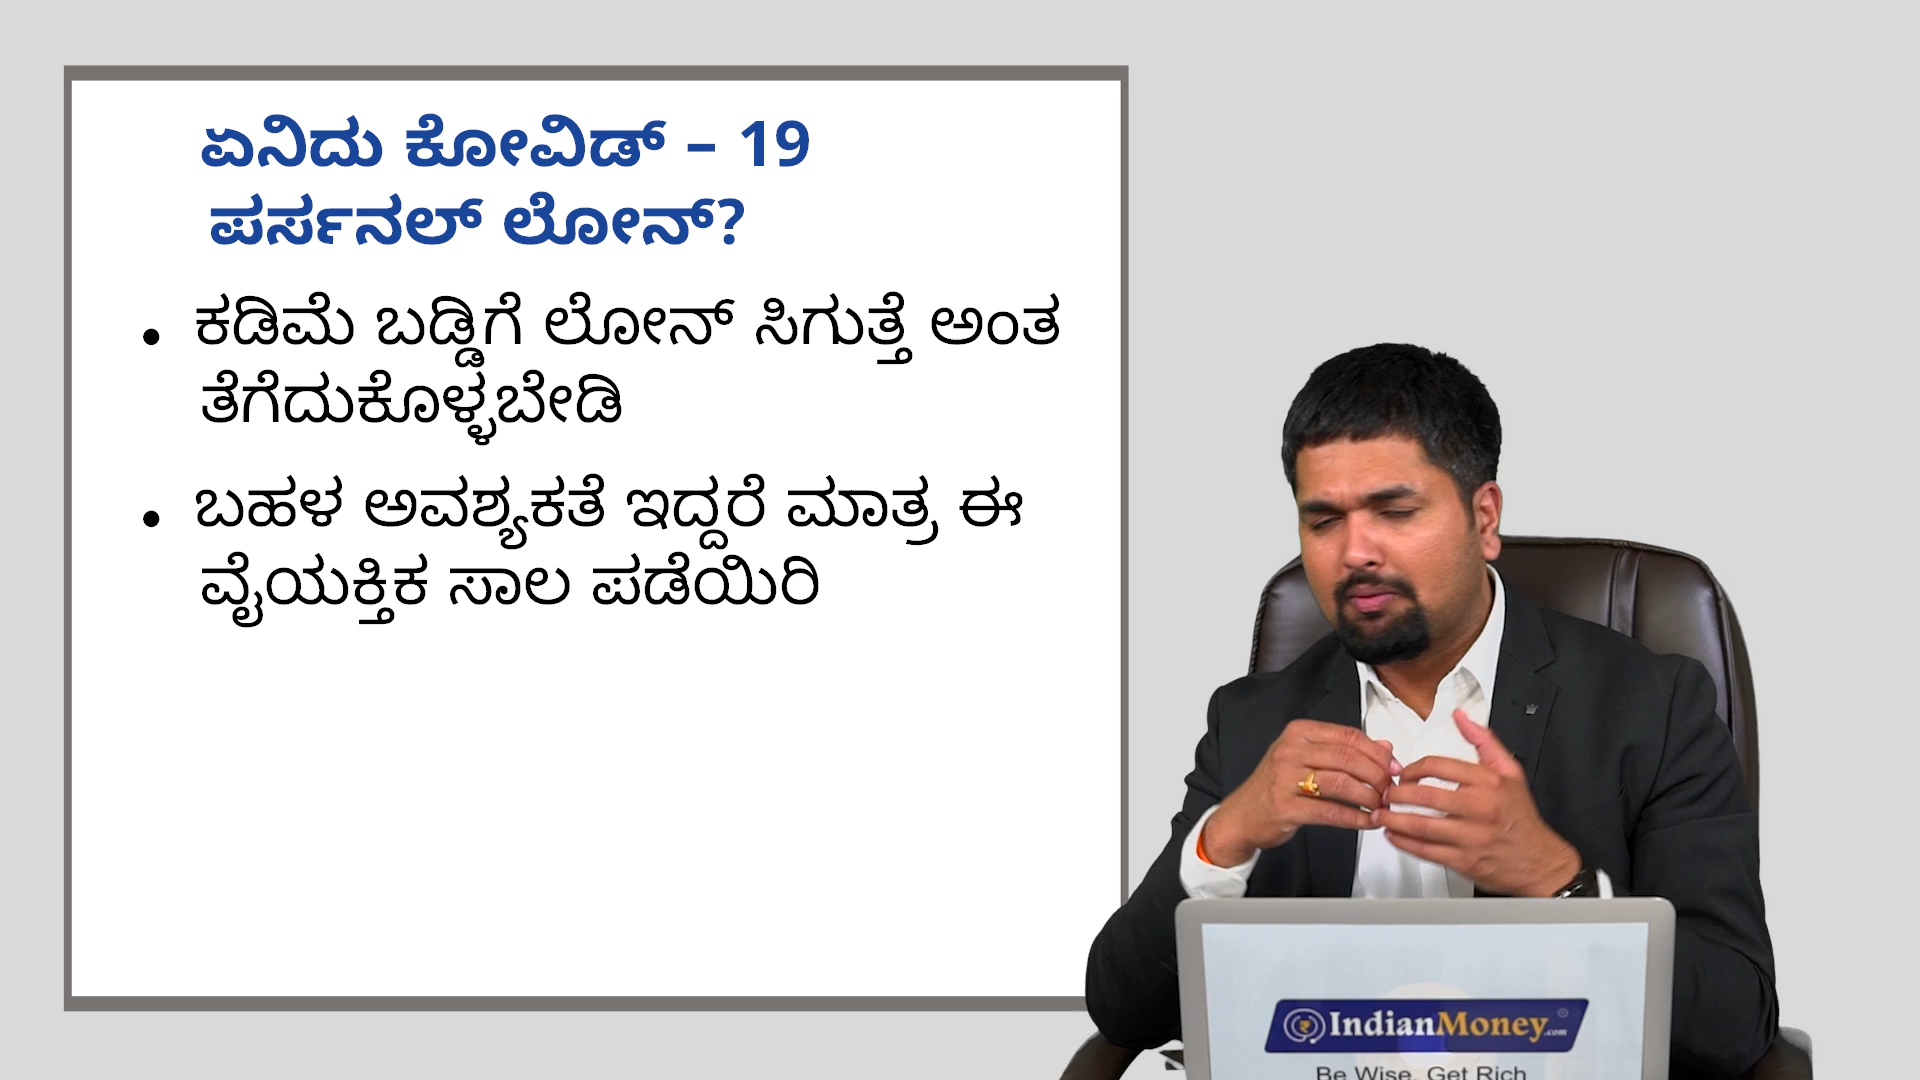 ಏನಿದು ಕೋವಿಡ್ – 19
ಪರ್ಸನಲ್ ಲೋನ್?
• ಕಡಿಮೆ ಬಡ್ಡಿಗೆ ಲೋನ್ ಸಿಗುತ್ತೆ ಅಂತ
ತೆಗೆದುಕೊಳ್ಳಬೇಡಿ
• ಬಹಳ ಅವಶ್ಯಕತೆ ಇದ್ದರೆ ಮಾತ್ರ ಈ
ವೈಯಕ್ತಿಕ ಸಾಲ ಪಡೆಯಿರಿ
IndianMoney.com
Be Wise. Get Rich